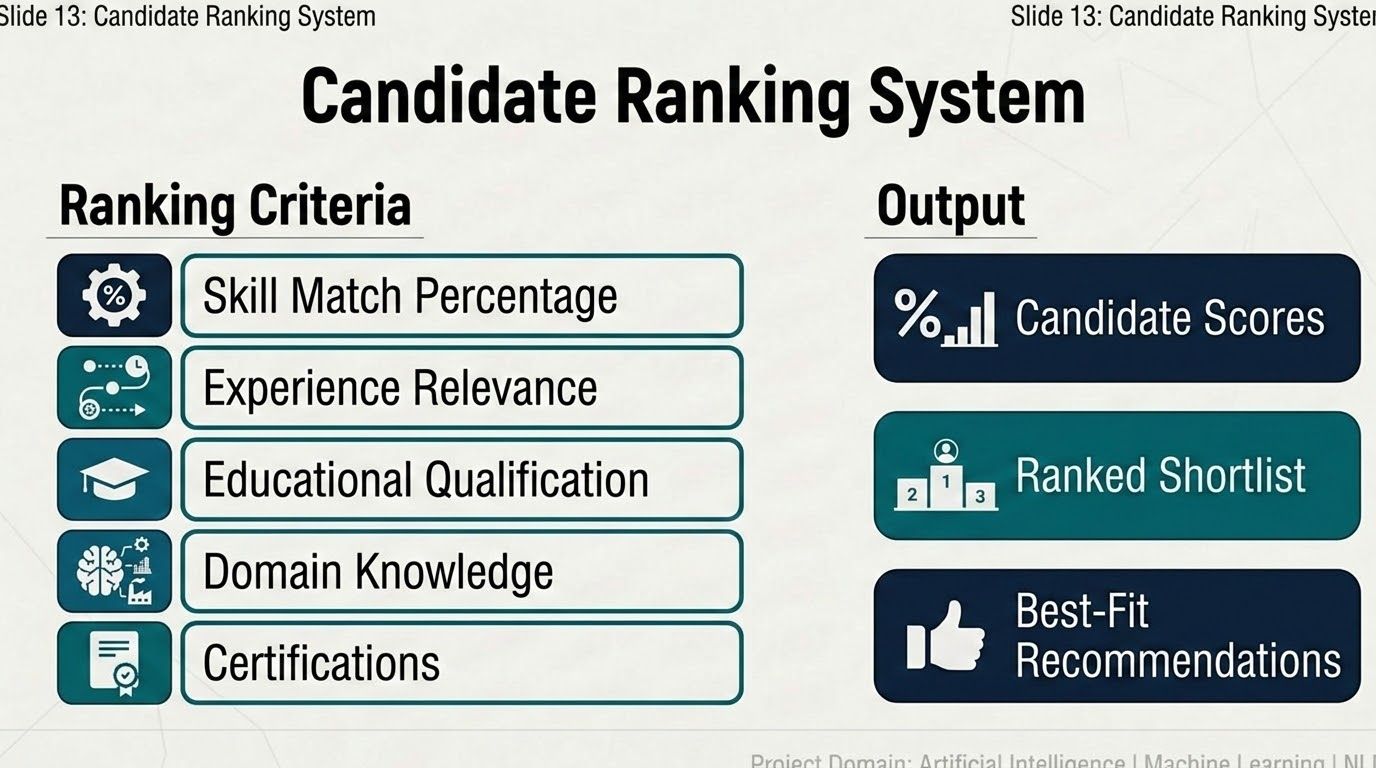 Slide 13: Candidate Ranking System
Slide 13: Candidate Ranking System
Candidate Ranking System
Ranking Criteria
%
Skill Match Percentage
Experience Relevance
Educational Qualification
Domain Knowledge
Certifications
Output
% Candidate Scores
2 1 3
Ranked Shortlist
Best-Fit
Recommendations
Project Domain: Artificial Intelligence | Machine Learning |